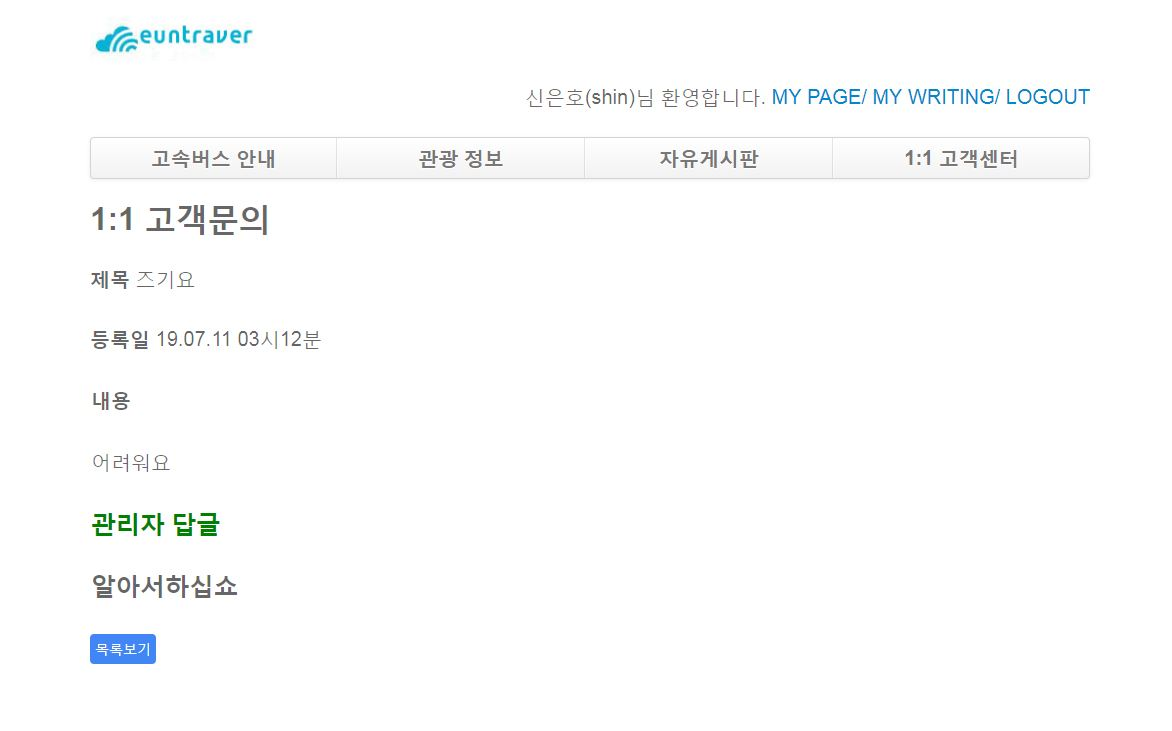 euntraver
신은호(shin)님 환영합니다. MY PAGE/ MY WRITING/ LOGOUT
고속버스 안내 관광 정보 자유게시판 1:1 고객센터
1:1 고객문의
제목 즈기요
등록일 19.07.11 03시12분
내용
어려워요
관리자 답글
알아서하십쇼
목록보기